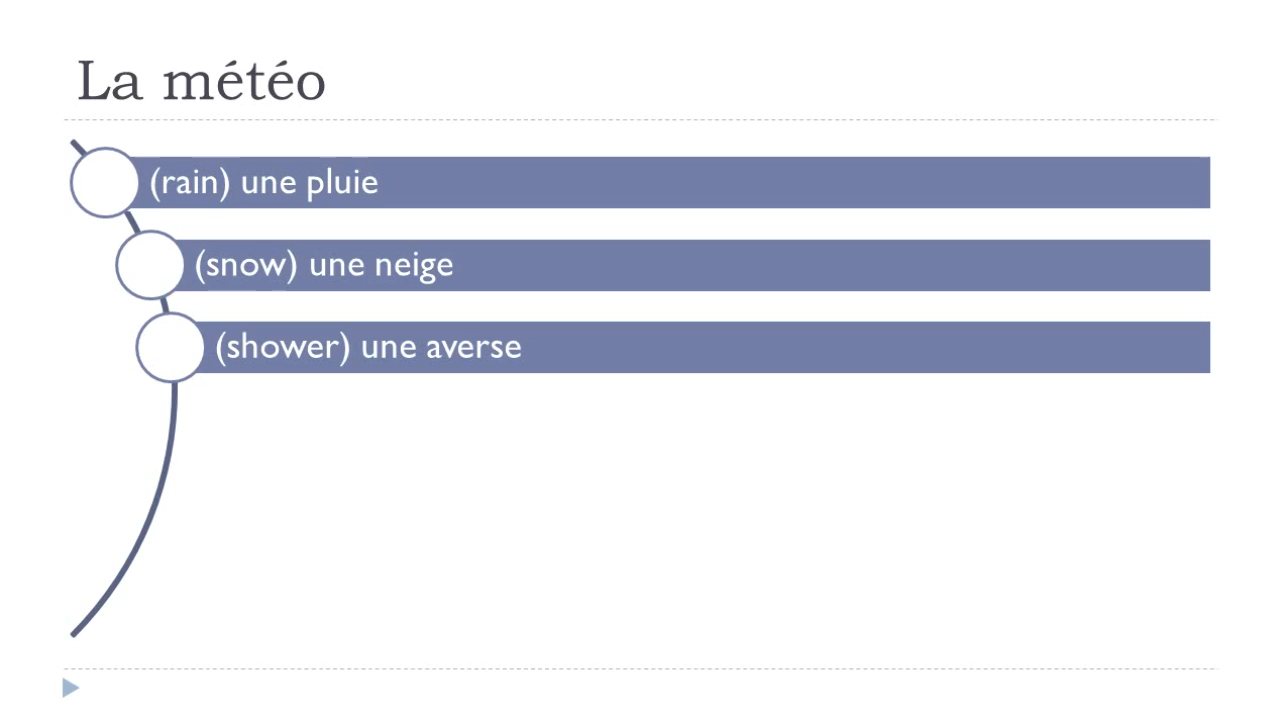 La météo
(rain) une pluie
(snow) une neige
(shower) une averse